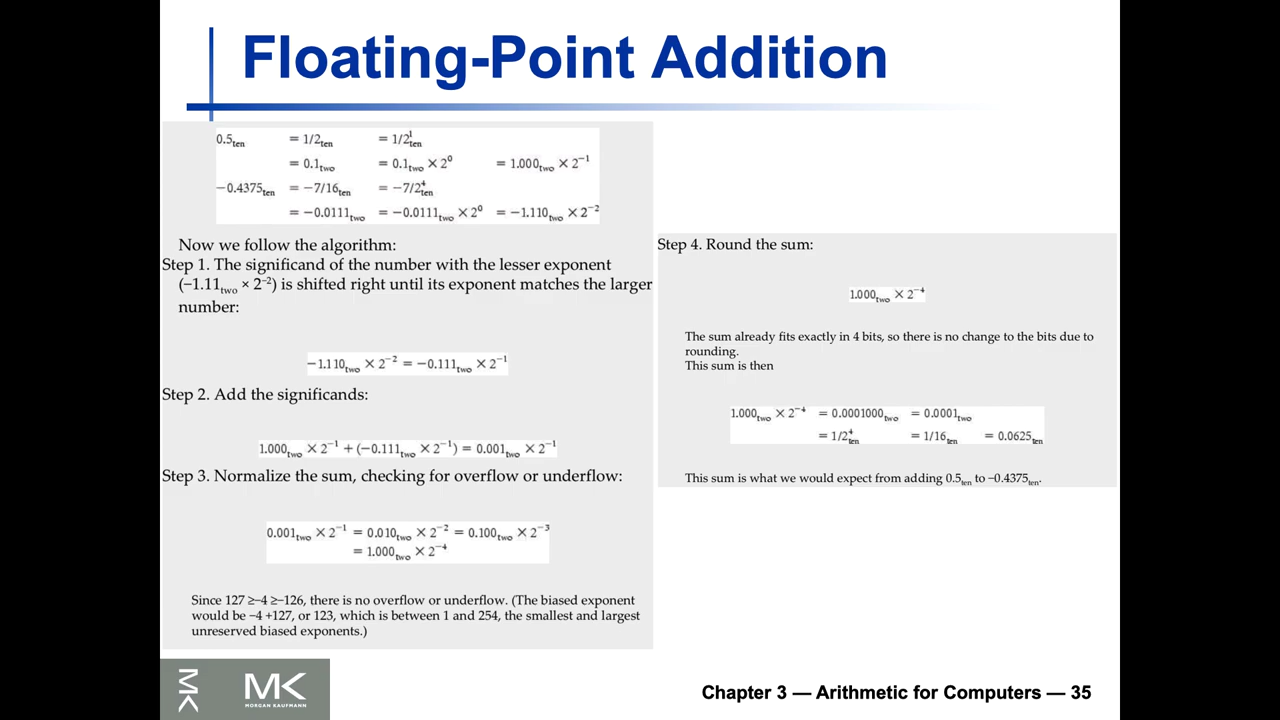 Floating-Point Addition
0.5ten = 1/2ten = 1/2¹ten
= 0.1two = 0.1two × 2⁰ = 1.000two × 2⁻¹
−0.4375ten = −7/16ten = −7/2⁴ten
= −0.0111two = −0.0111two × 2⁰ = −1.110two × 2⁻²
Now we follow the algorithm:
Step 1. The significand of the number with the lesser exponent
(−1.11two × 2⁻²) is shifted right until its exponent matches the larger
number:
−1.110two × 2⁻² = −0.111two × 2⁻¹
Step 2. Add the significands:
1.000two × 2⁻¹ + (−0.111two × 2⁻¹) = 0.001two × 2⁻¹
Step 3. Normalize the sum, checking for overflow or underflow:
0.001two × 2⁻¹ = 0.010two × 2⁻² = 0.100two × 2⁻³
= 1.000two × 2⁻⁴
Since 127 ≥−4 ≥−126, there is no overflow or underflow. (The biased exponent
would be −4 +127, or 123, which is between 1 and 254, the smallest and largest
unreserved biased exponents.)
Step 4. Round the sum:
1.000two × 2⁻⁴
The sum already fits exactly in 4 bits, so there is no change to the bits due to
rounding.
This sum is then
1.000two × 2⁻⁴ = 0.0001000two = 0.0001two
= 1/2⁴ten = 1/16ten = 0.0625ten
This sum is what we would expect from adding 0.5ten to −0.4375ten.
MK
MK
MORGAN KAUFMANN
Chapter 3 — Arithmetic for Computers — 35